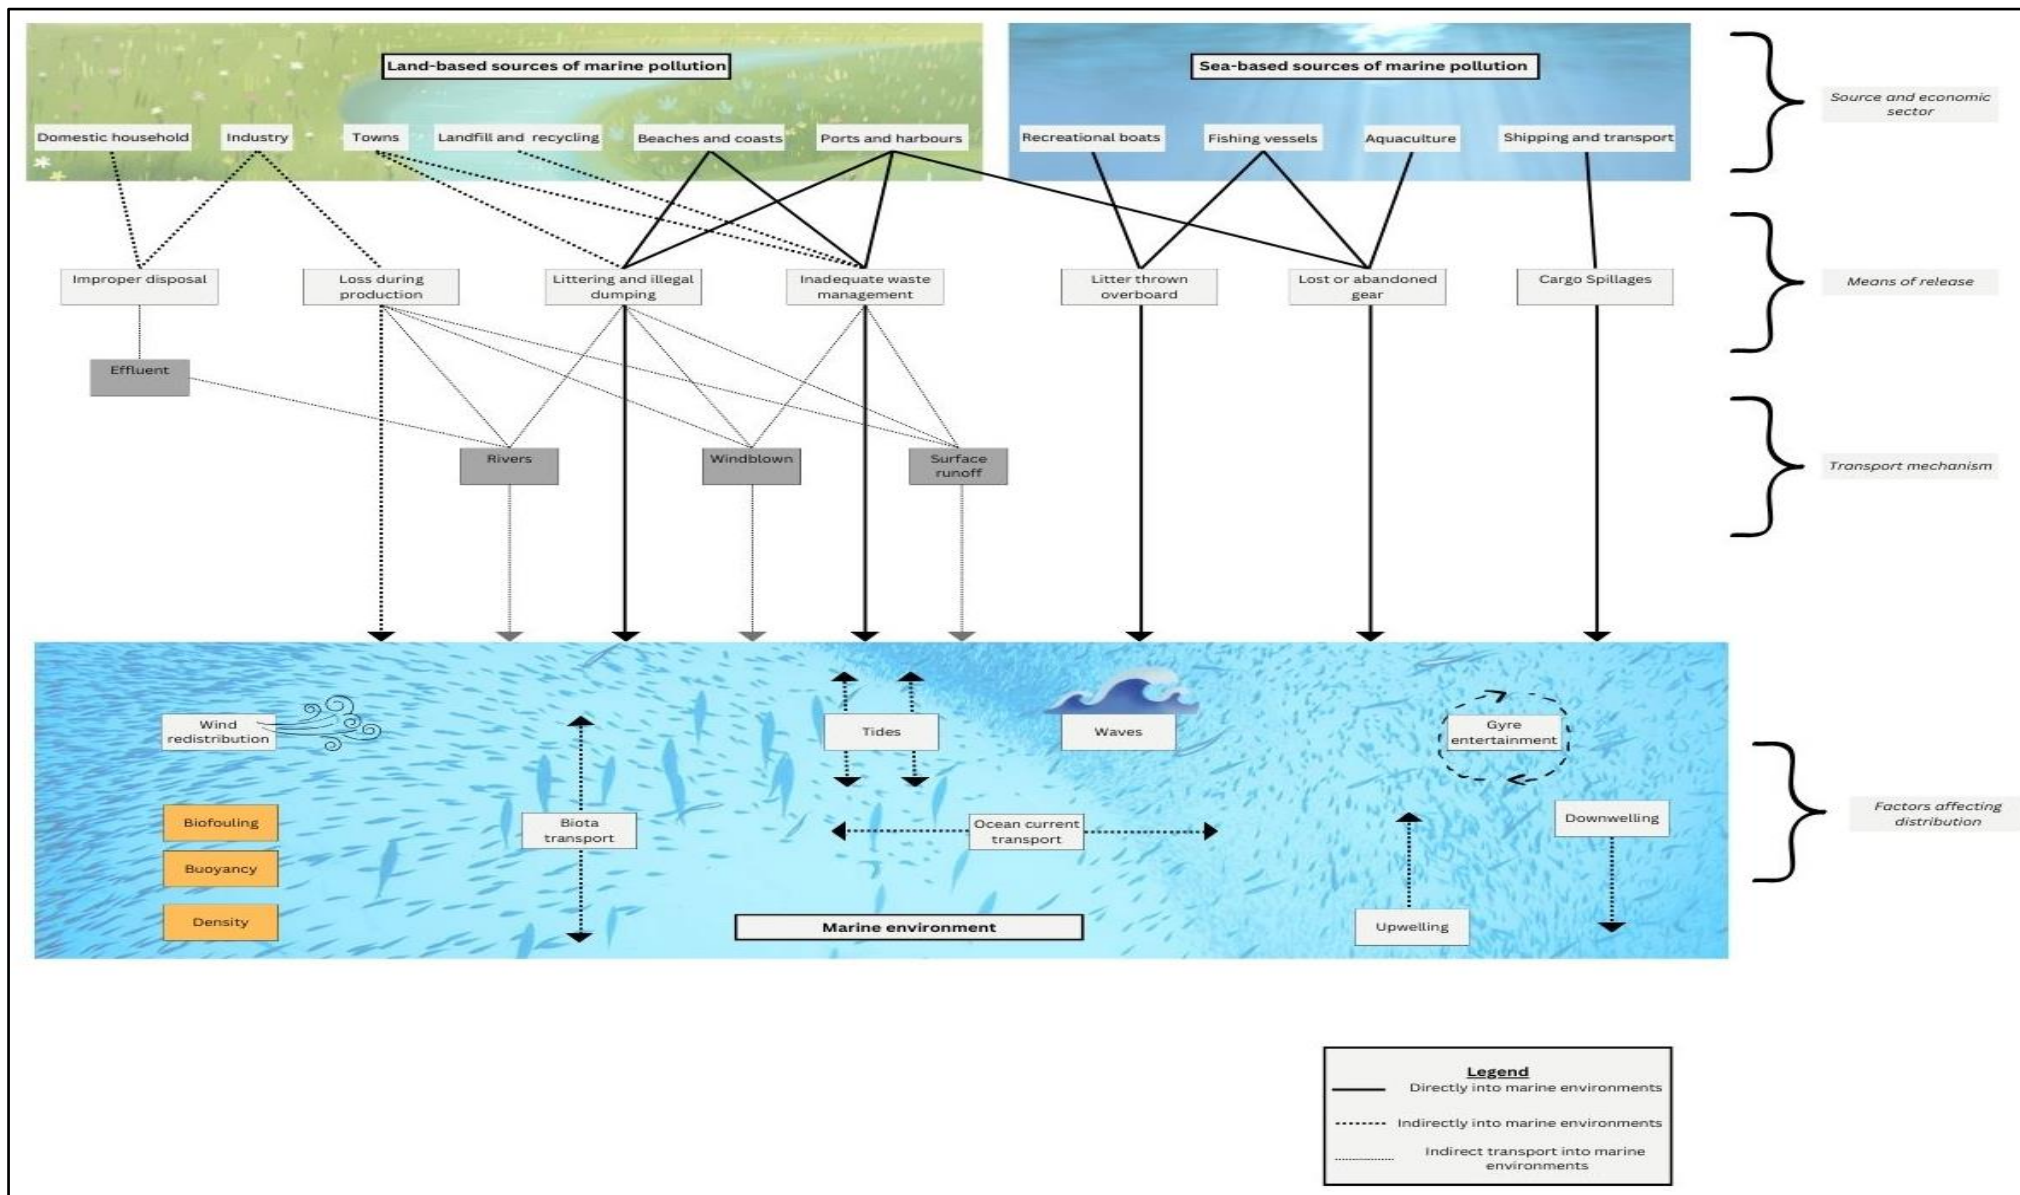 Land-based sources of marine pollution
Sea-based sources of marine pollution
Source and economic
sector
Domestic household
Industry
Towns
Landfill and recycling
Beaches and coasts
Ports and harbours
Recreational boats
Fishing vessels
Aquaculture
Shipping and transport
Improper disposal
Loss during
production
Littering and illegal
dumping
Inadequate waste
management
Litter thrown
overboard
Lost or abandoned
gear
Cargo Spillages
Means of release
Effluent
Rivers
Windblown
Surface
runoff
Transport mechanism
Wind
redistribution
Tides
Waves
Gyre
entertainment
Biofouling
Buoyancy
Density
Biota
transport
Ocean current
transport
Downwelling
Upwelling
Marine environment
Factors affecting
distribution
Legend
Directly into marine environments
Indirectly into marine environments
Indirect transport into marine
environments